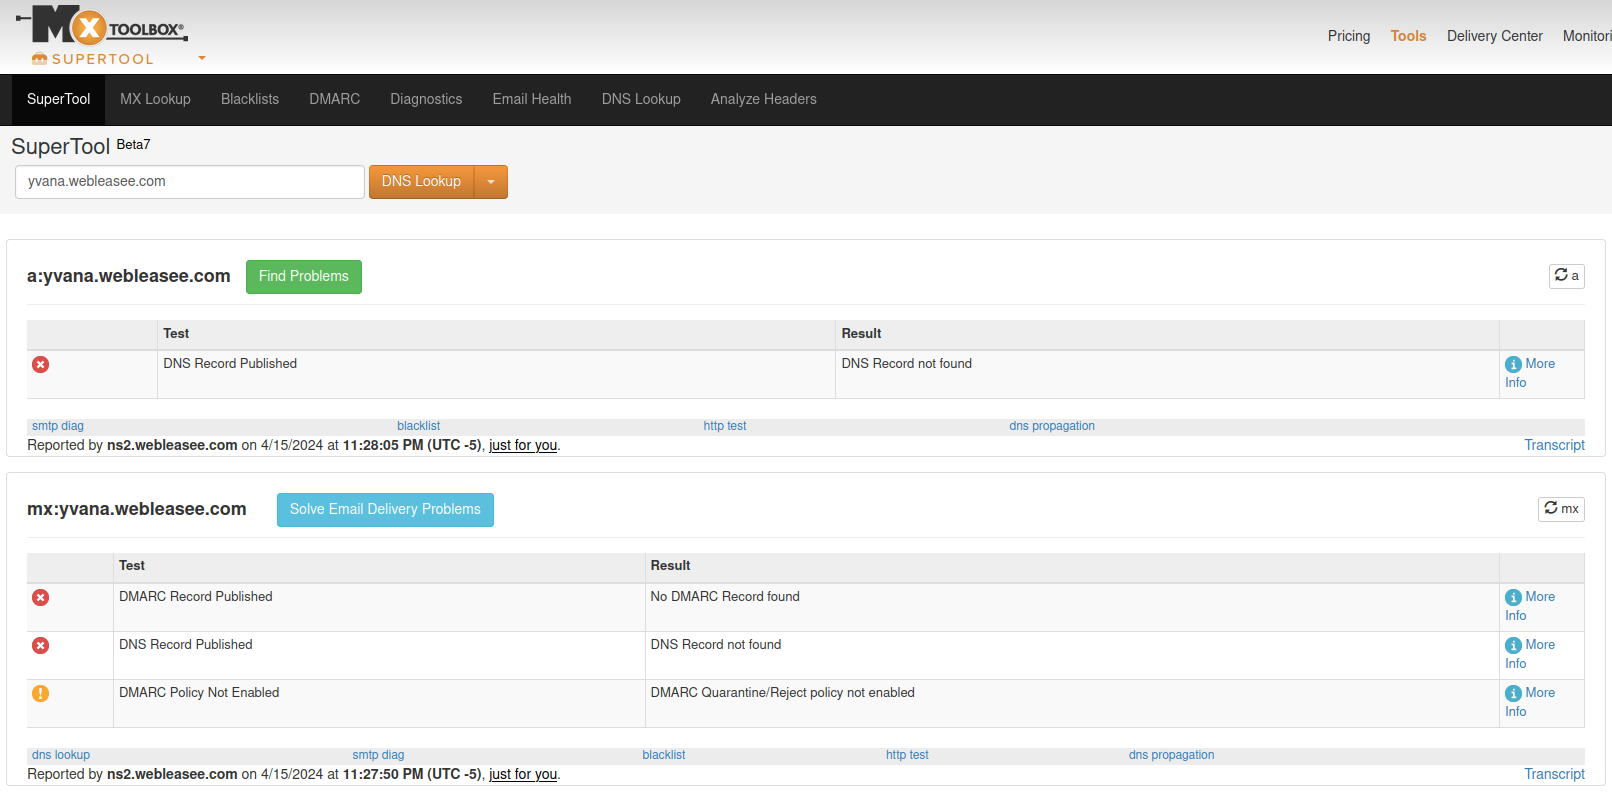 MX TOOLBOX®
SUPERTOOL
Pricing Tools Delivery Center Monitori
SuperTool MX Lookup Blacklists DMARC Diagnostics Email Health DNS Lookup Analyze Headers
SuperTool Beta7
yvana.webleasee.com DNS Lookup
a:yvana.webleasee.com Find Problems a
Test Result
DNS Record Published DNS Record not found More
Info
smtp diag blacklist http test dns propagation
Reported by ns2.webleasee.com on 4/15/2024 at 11:28:05 PM (UTC -5), just for you. Transcript
mx:yvana.webleasee.com Solve Email Delivery Problems mx
Test Result
DMARC Record Published No DMARC Record found More
Info
DNS Record Published DNS Record not found More
Info
DMARC Policy Not Enabled DMARC Quarantine/Reject policy not enabled More
Info
dns lookup smtp diag blacklist http test dns propagation
Reported by ns2.webleasee.com on 4/15/2024 at 11:27:50 PM (UTC -5), just for you. Transcript